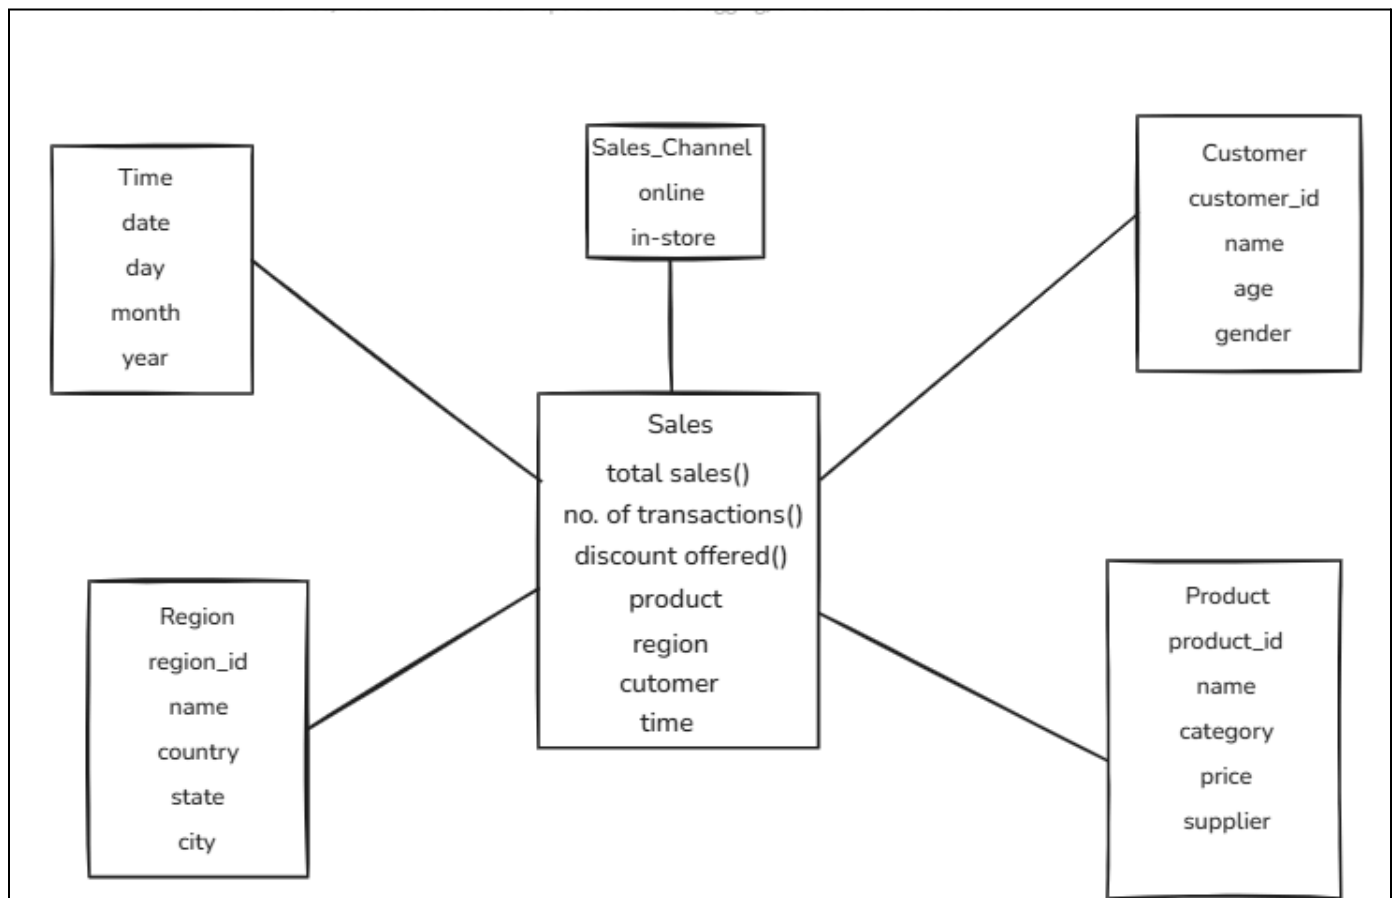 Time
date
day
month
year
Sales_Channel
online
in-store
Customer
customer_id
name
age
gender
Sales
total sales()
no. of transactions()
discount offered()
product
region
cutomer
time
Region
region_id
name
country
state
city
Product
product_id
name
category
price
supplier